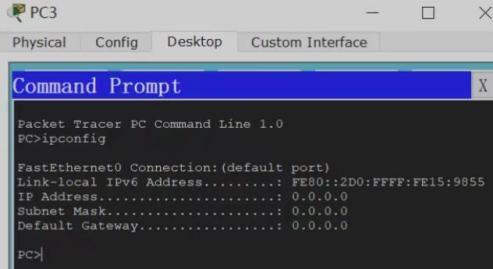 PC3
Physical Config Desktop Custom Interface
Command Prompt X
Packet Tracer PC Command Line 1.0
PC>ipconfig
FastEthernet0 Connection:(default port)
Link-local IPv6 Address.........: FE80::2D0:FFFF:FE15:9855
IP Address......................: 0.0.0.0
Subnet Mask.....................: 0.0.0.0
Default Gateway.................: 0.0.0.0
PC>